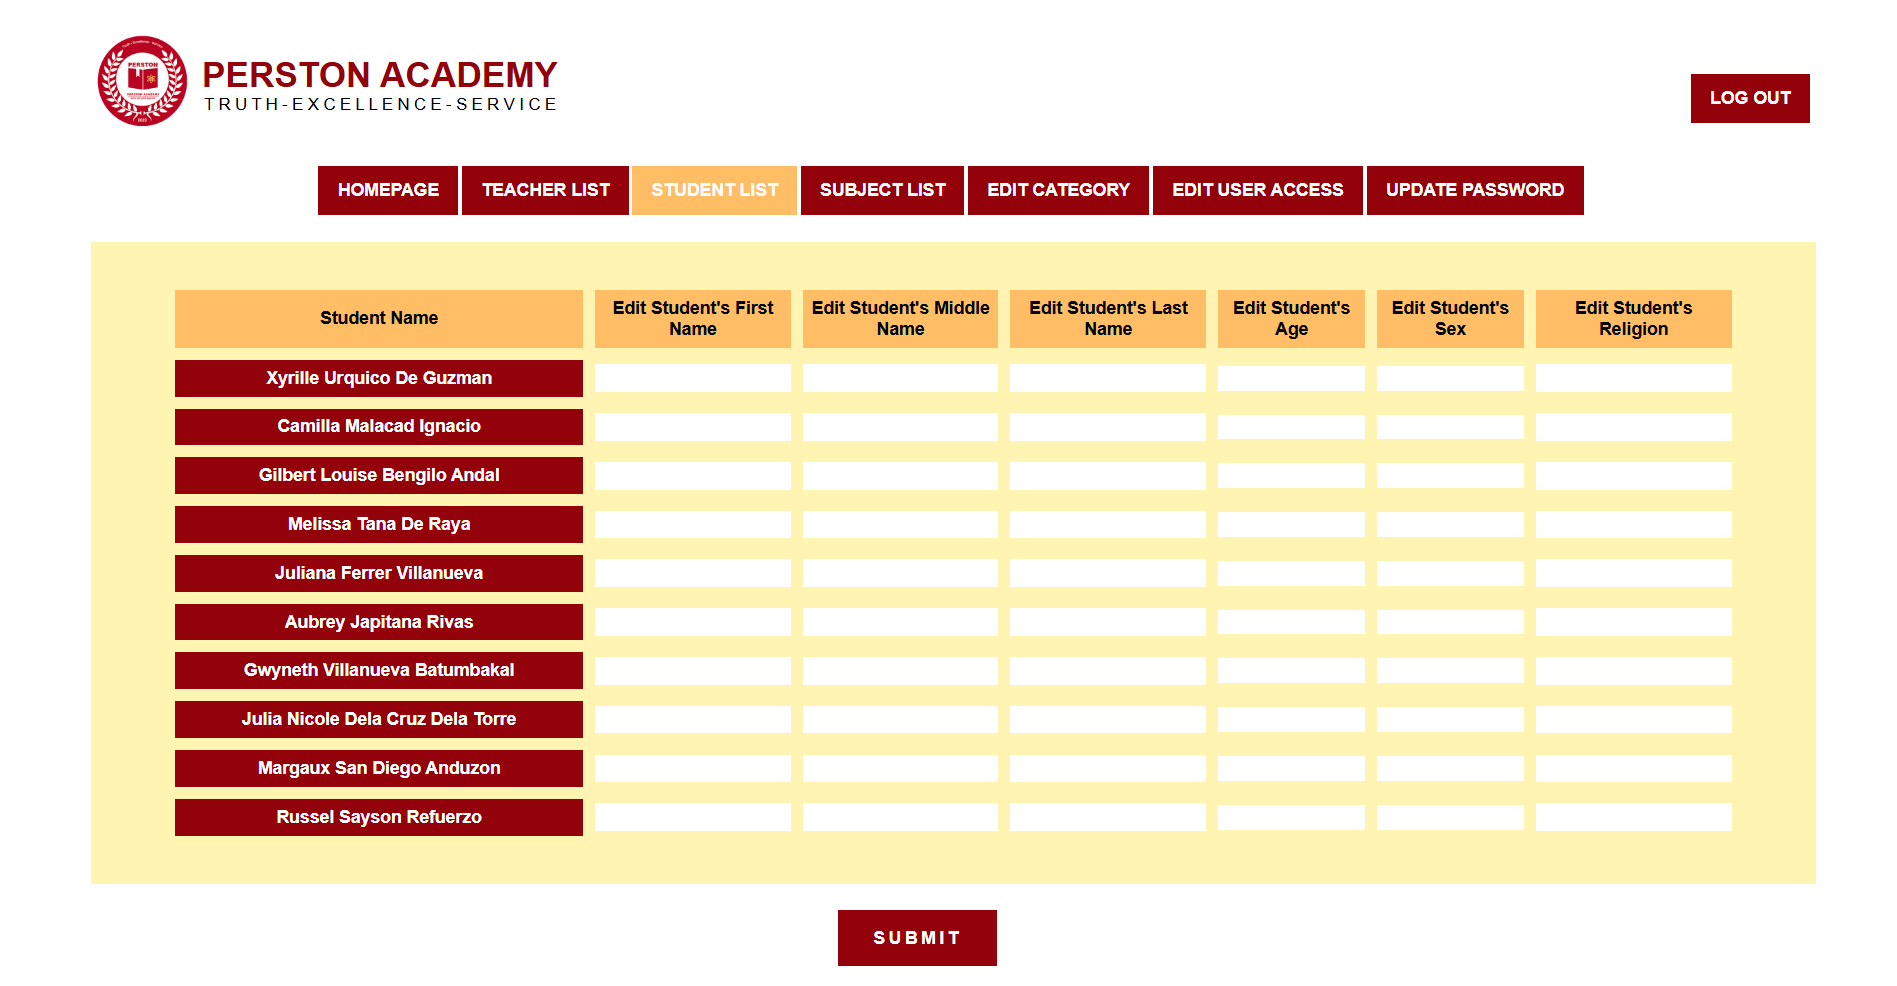 PERSTON
PERSTON ACADEMY
2022
PERSTON ACADEMY
TRUTH-EXCELLENCE-SERVICE
LOG OUT
HOMEPAGE TEACHER LIST STUDENT LIST SUBJECT LIST EDIT CATEGORY EDIT USER ACCESS UPDATE PASSWORD
Student Name Edit Student's First Name Edit Student's Middle Name Edit Student's Last Name Edit Student's Age Edit Student's Sex Edit Student's Religion
Xyrille Urquico De Guzman
Camilla Malacad Ignacio
Gilbert Louise Bengilo Andal
Melissa Tana De Raya
Juliana Ferrer Villanueva
Aubrey Japitana Rivas
Gwyneth Villanueva Batumbakal
Julia Nicole Dela Cruz Dela Torre
Margaux San Diego Anduzon
Russel Sayson Refuerzo
SUBMIT